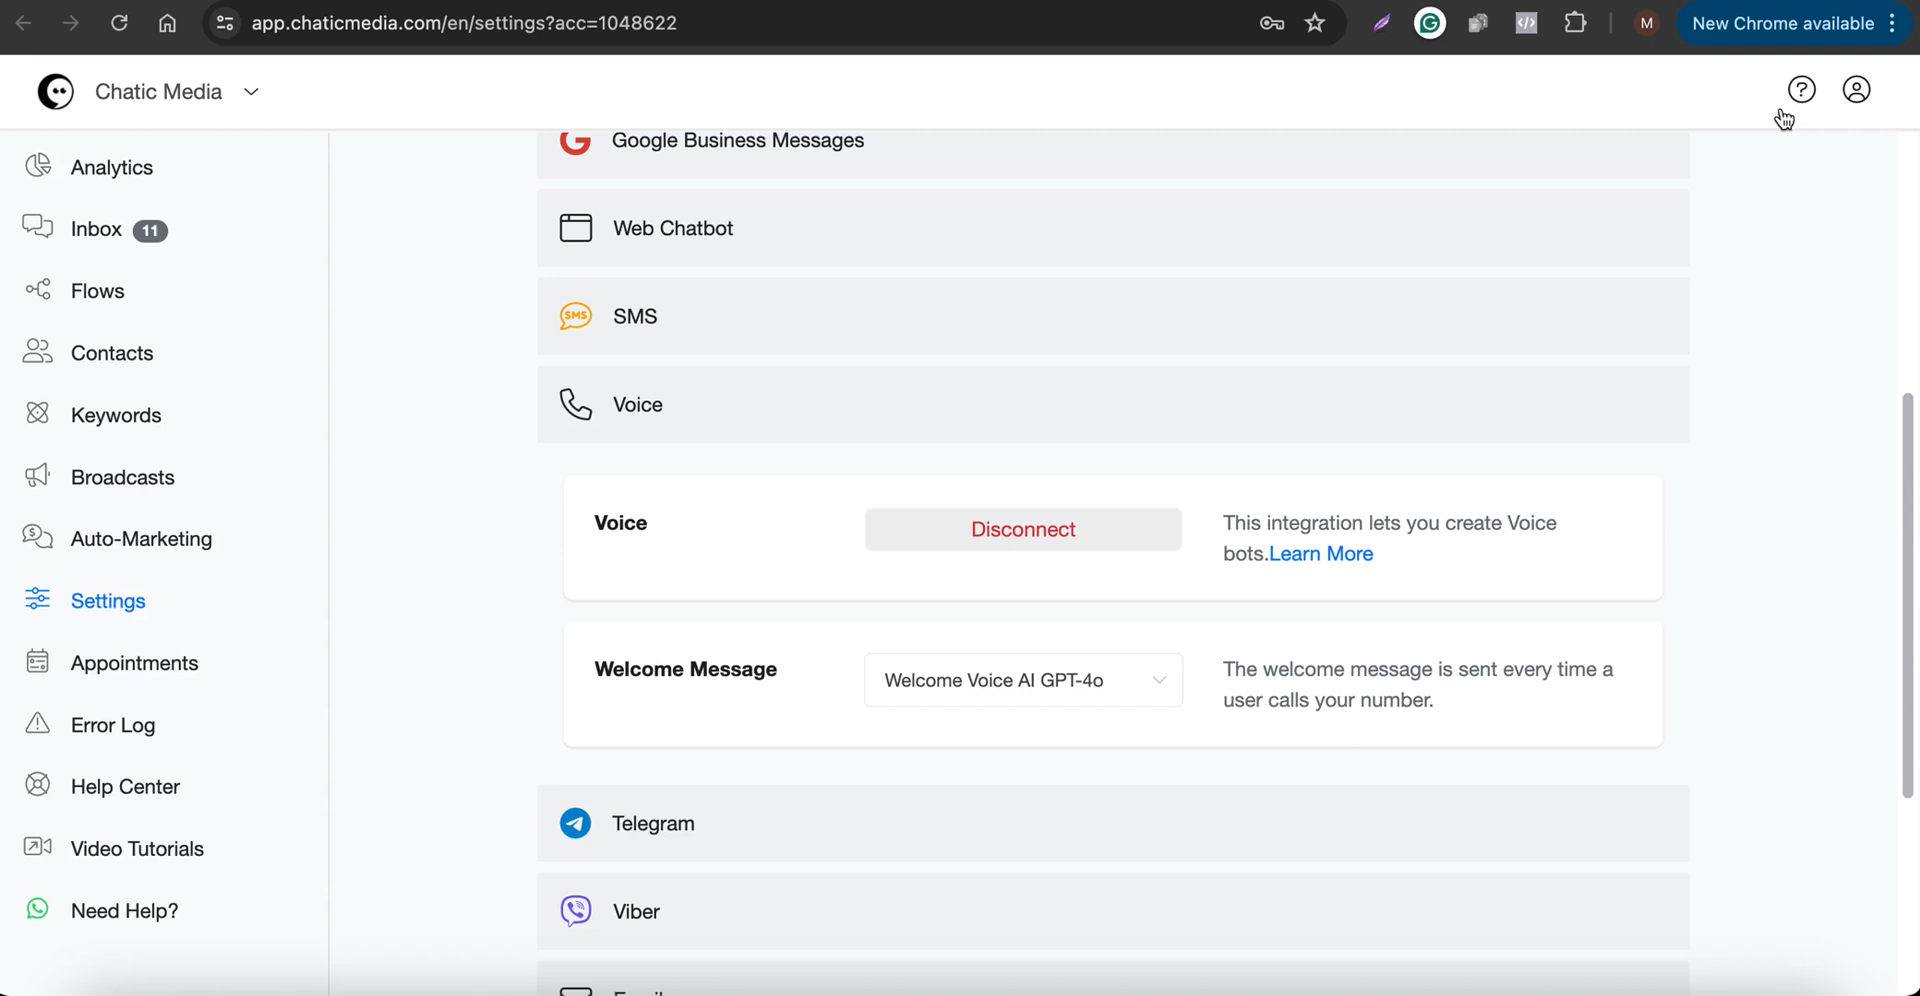 app.chaticmedia.com/en/settings?acc=1048622
M
New Chrome available
Chatic Media
Google Business Messages
Analytics
Web Chatbot
Inbox 11
Flows
SMS SMS
Contacts
Voice
Keywords
Broadcasts
Voice
Disconnect
This integration lets you create Voice
bots.Learn More
Auto-Marketing
Settings
Welcome Message
Welcome Voice AI GPT-4o
The welcome message is sent every time a
user calls your number.
Appointments
Error Log
Help Center
Telegram
Video Tutorials
Need Help?
Viber